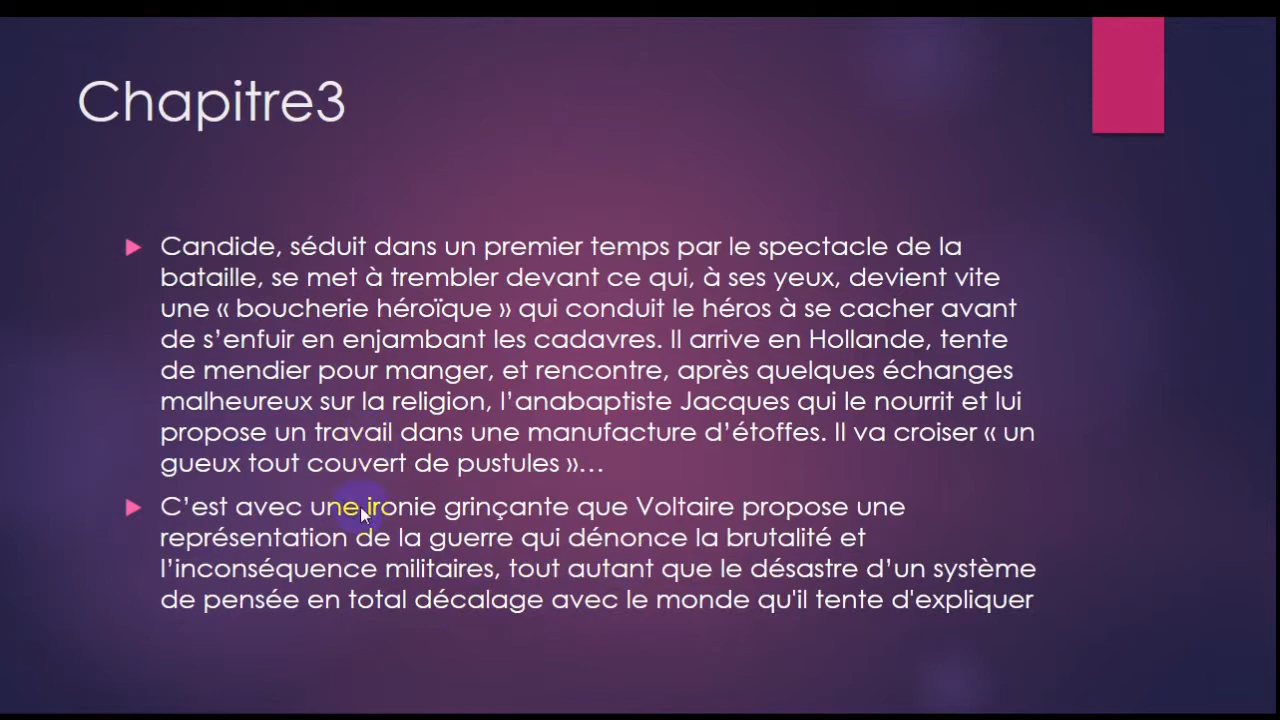 Chapitre3
Candide, séduit dans un premier temps par le spectacle de la
bataille, se met à trembler devant ce qui, à ses yeux, devient vite
une « boucherie héroïque » qui conduit le héros à se cacher avant
de s’enfuir en enjambant les cadavres. Il arrive en Hollande, tente
de mendier pour manger, et rencontre, après quelques échanges
malheureux sur la religion, l’anabaptiste Jacques qui le nourrit et lui
propose un travail dans une manufacture d’étoffes. Il va croiser « un
gueux tout couvert de pustules »…
C’est avec une ironie grinçante que Voltaire propose une
représentation de la guerre qui dénonce la brutalité et
l’inconséquence militaires, tout autant que le désastre d’un système
de pensée en total décalage avec le monde qu'il tente d'expliquer